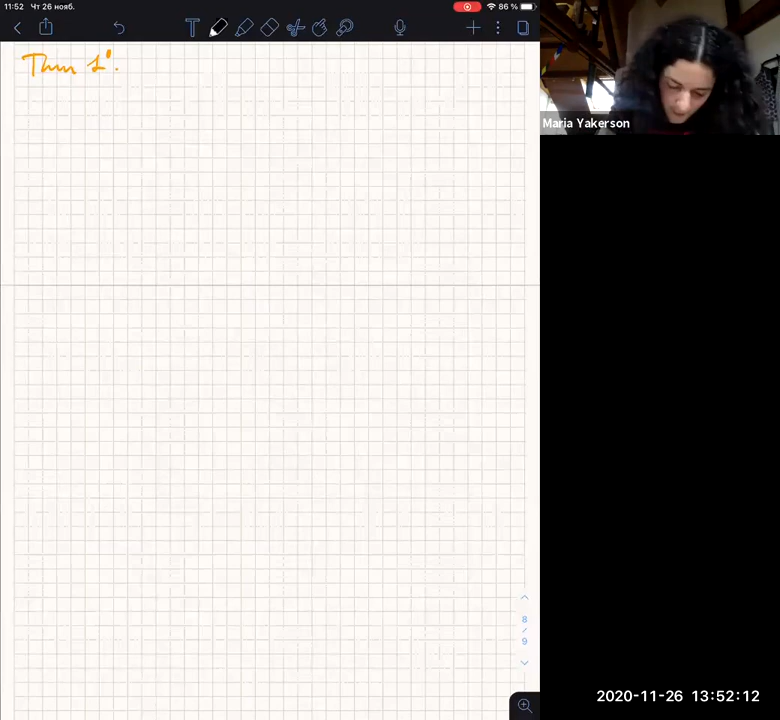 11:52 Чт 26 нояб. 86 %
T
Thm 1'.
Maria Yakerson
8
/
9
2020-11-26 13:52:12